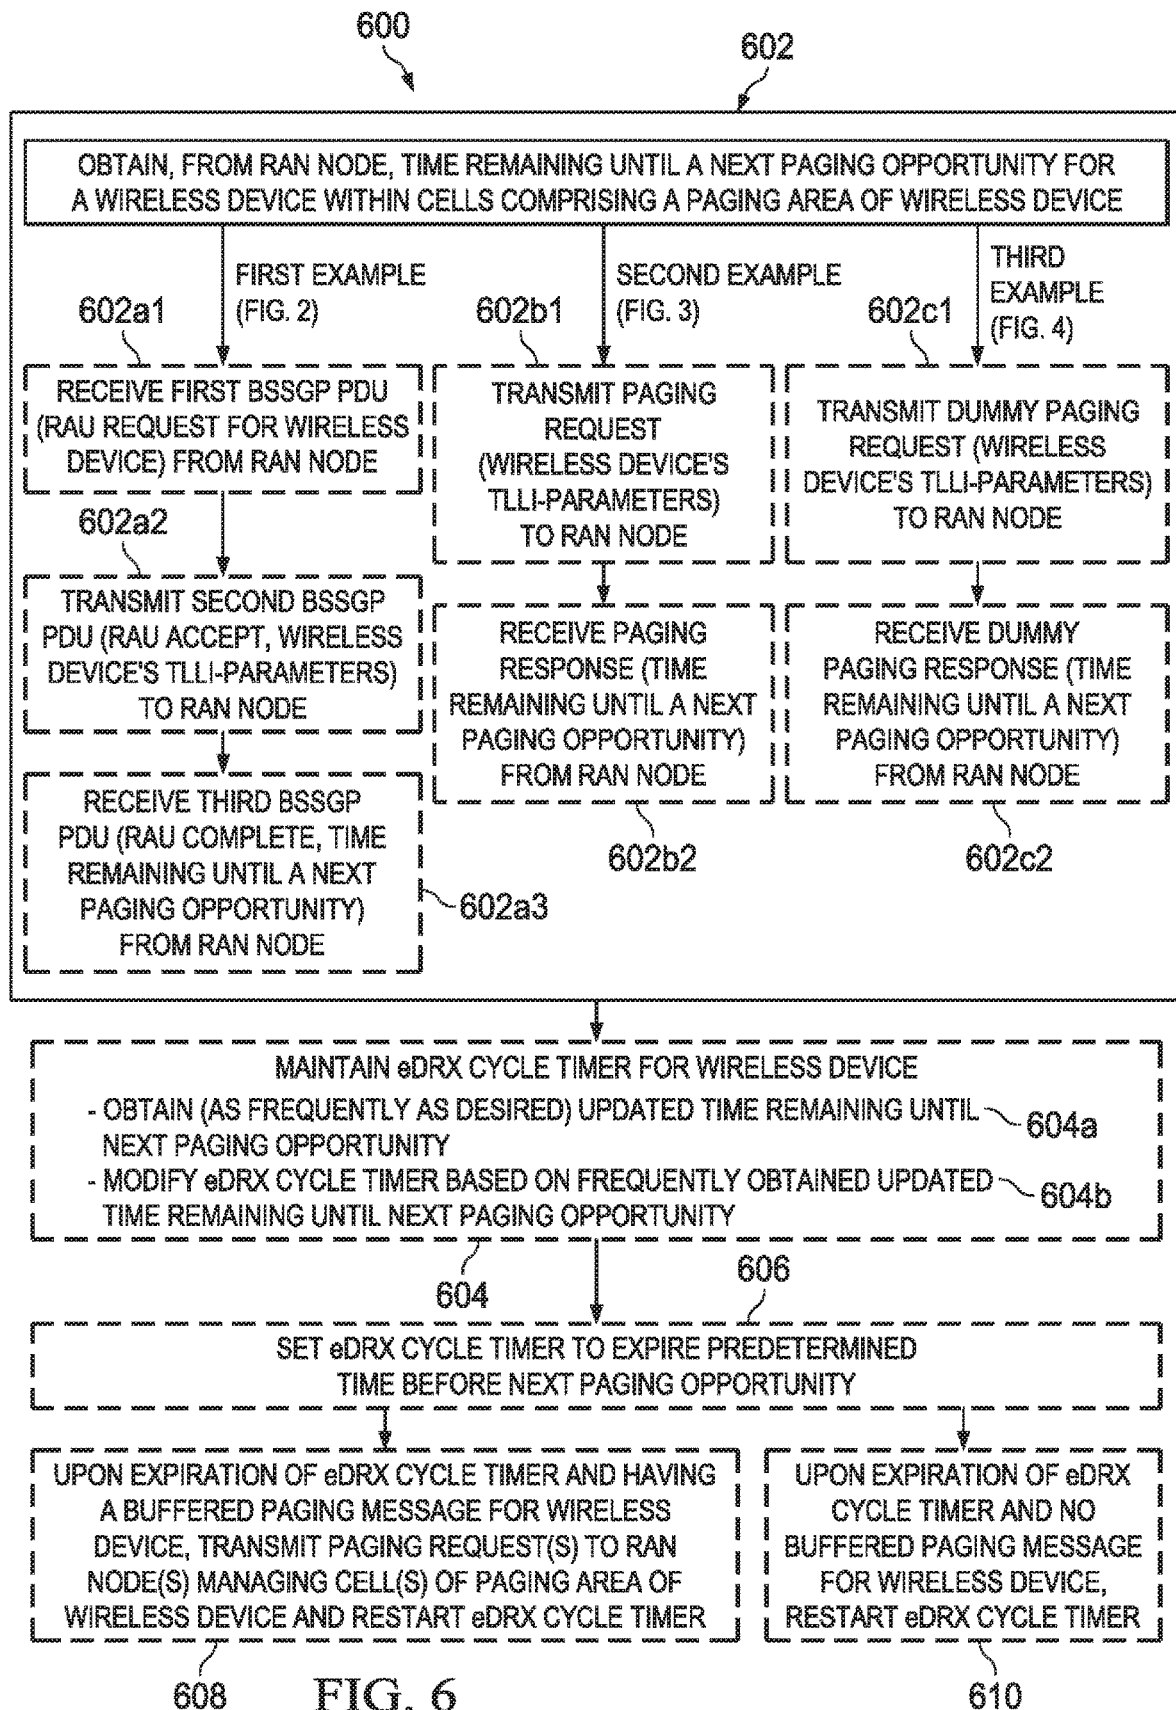 600
602
OBTAIN, FROM RAN NODE, TIME REMAINING UNTIL A NEXT PAGING OPPORTUNITY FOR
A WIRELESS DEVICE WITHIN CELLS COMPRISING A PAGING AREA OF WIRELESS DEVICE
FIRST EXAMPLE
(FIG. 2)
SECOND EXAMPLE
(FIG. 3)
THIRD
EXAMPLE
(FIG. 4)
602a1
RECEIVE FIRST BSSGP PDU
(RAU REQUEST FOR WIRELESS
DEVICE) FROM RAN NODE
602a2
TRANSMIT SECOND BSSGP
PDU (RAU ACCEPT, WIRELESS
DEVICE'S TLLI-PARAMETERS)
TO RAN NODE
RECEIVE THIRD BSSGP
PDU (RAU COMPLETE, TIME
REMAINING UNTIL A NEXT
PAGING OPPORTUNITY)
FROM RAN NODE
602a3
602b1
TRANSMIT PAGING
REQUEST
(WIRELESS DEVICE'S
TLLI-PARAMETERS)
TO RAN NODE
RECEIVE PAGING
RESPONSE (TIME
REMAINING UNTIL A NEXT
PAGING OPPORTUNITY)
FROM RAN NODE
602b2
602c1
TRANSMIT DUMMY PAGING
REQUEST (WIRELESS
DEVICE'S TLLI-PARAMETERS)
TO RAN NODE
RECEIVE DUMMY
PAGING RESPONSE (TIME
REMAINING UNTIL A NEXT
PAGING OPPORTUNITY)
FROM RAN NODE
602c2
MAINTAIN eDRX CYCLE TIMER FOR WIRELESS DEVICE
- OBTAIN (AS FREQUENTLY AS DESIRED) UPDATED TIME REMAINING UNTIL
NEXT PAGING OPPORTUNITY
604a
- MODIFY eDRX CYCLE TIMER BASED ON FREQUENTLY OBTAINED UPDATED
TIME REMAINING UNTIL NEXT PAGING OPPORTUNITY
604b
604
606
SET eDRX CYCLE TIMER TO EXPIRE PREDETERMINED
TIME BEFORE NEXT PAGING OPPORTUNITY
UPON EXPIRATION OF eDRX CYCLE TIMER AND HAVING
A BUFFERED PAGING MESSAGE FOR WIRELESS
DEVICE, TRANSMIT PAGING REQUEST(S) TO RAN
NODE(S) MANAGING CELL(S) OF PAGING AREA OF
WIRELESS DEVICE AND RESTART eDRX CYCLE TIMER
608
UPON EXPIRATION OF eDRX
CYCLE TIMER AND NO
BUFFERED PAGING MESSAGE
FOR WIRELESS DEVICE,
RESTART eDRX CYCLE TIMER
610
FIG. 6